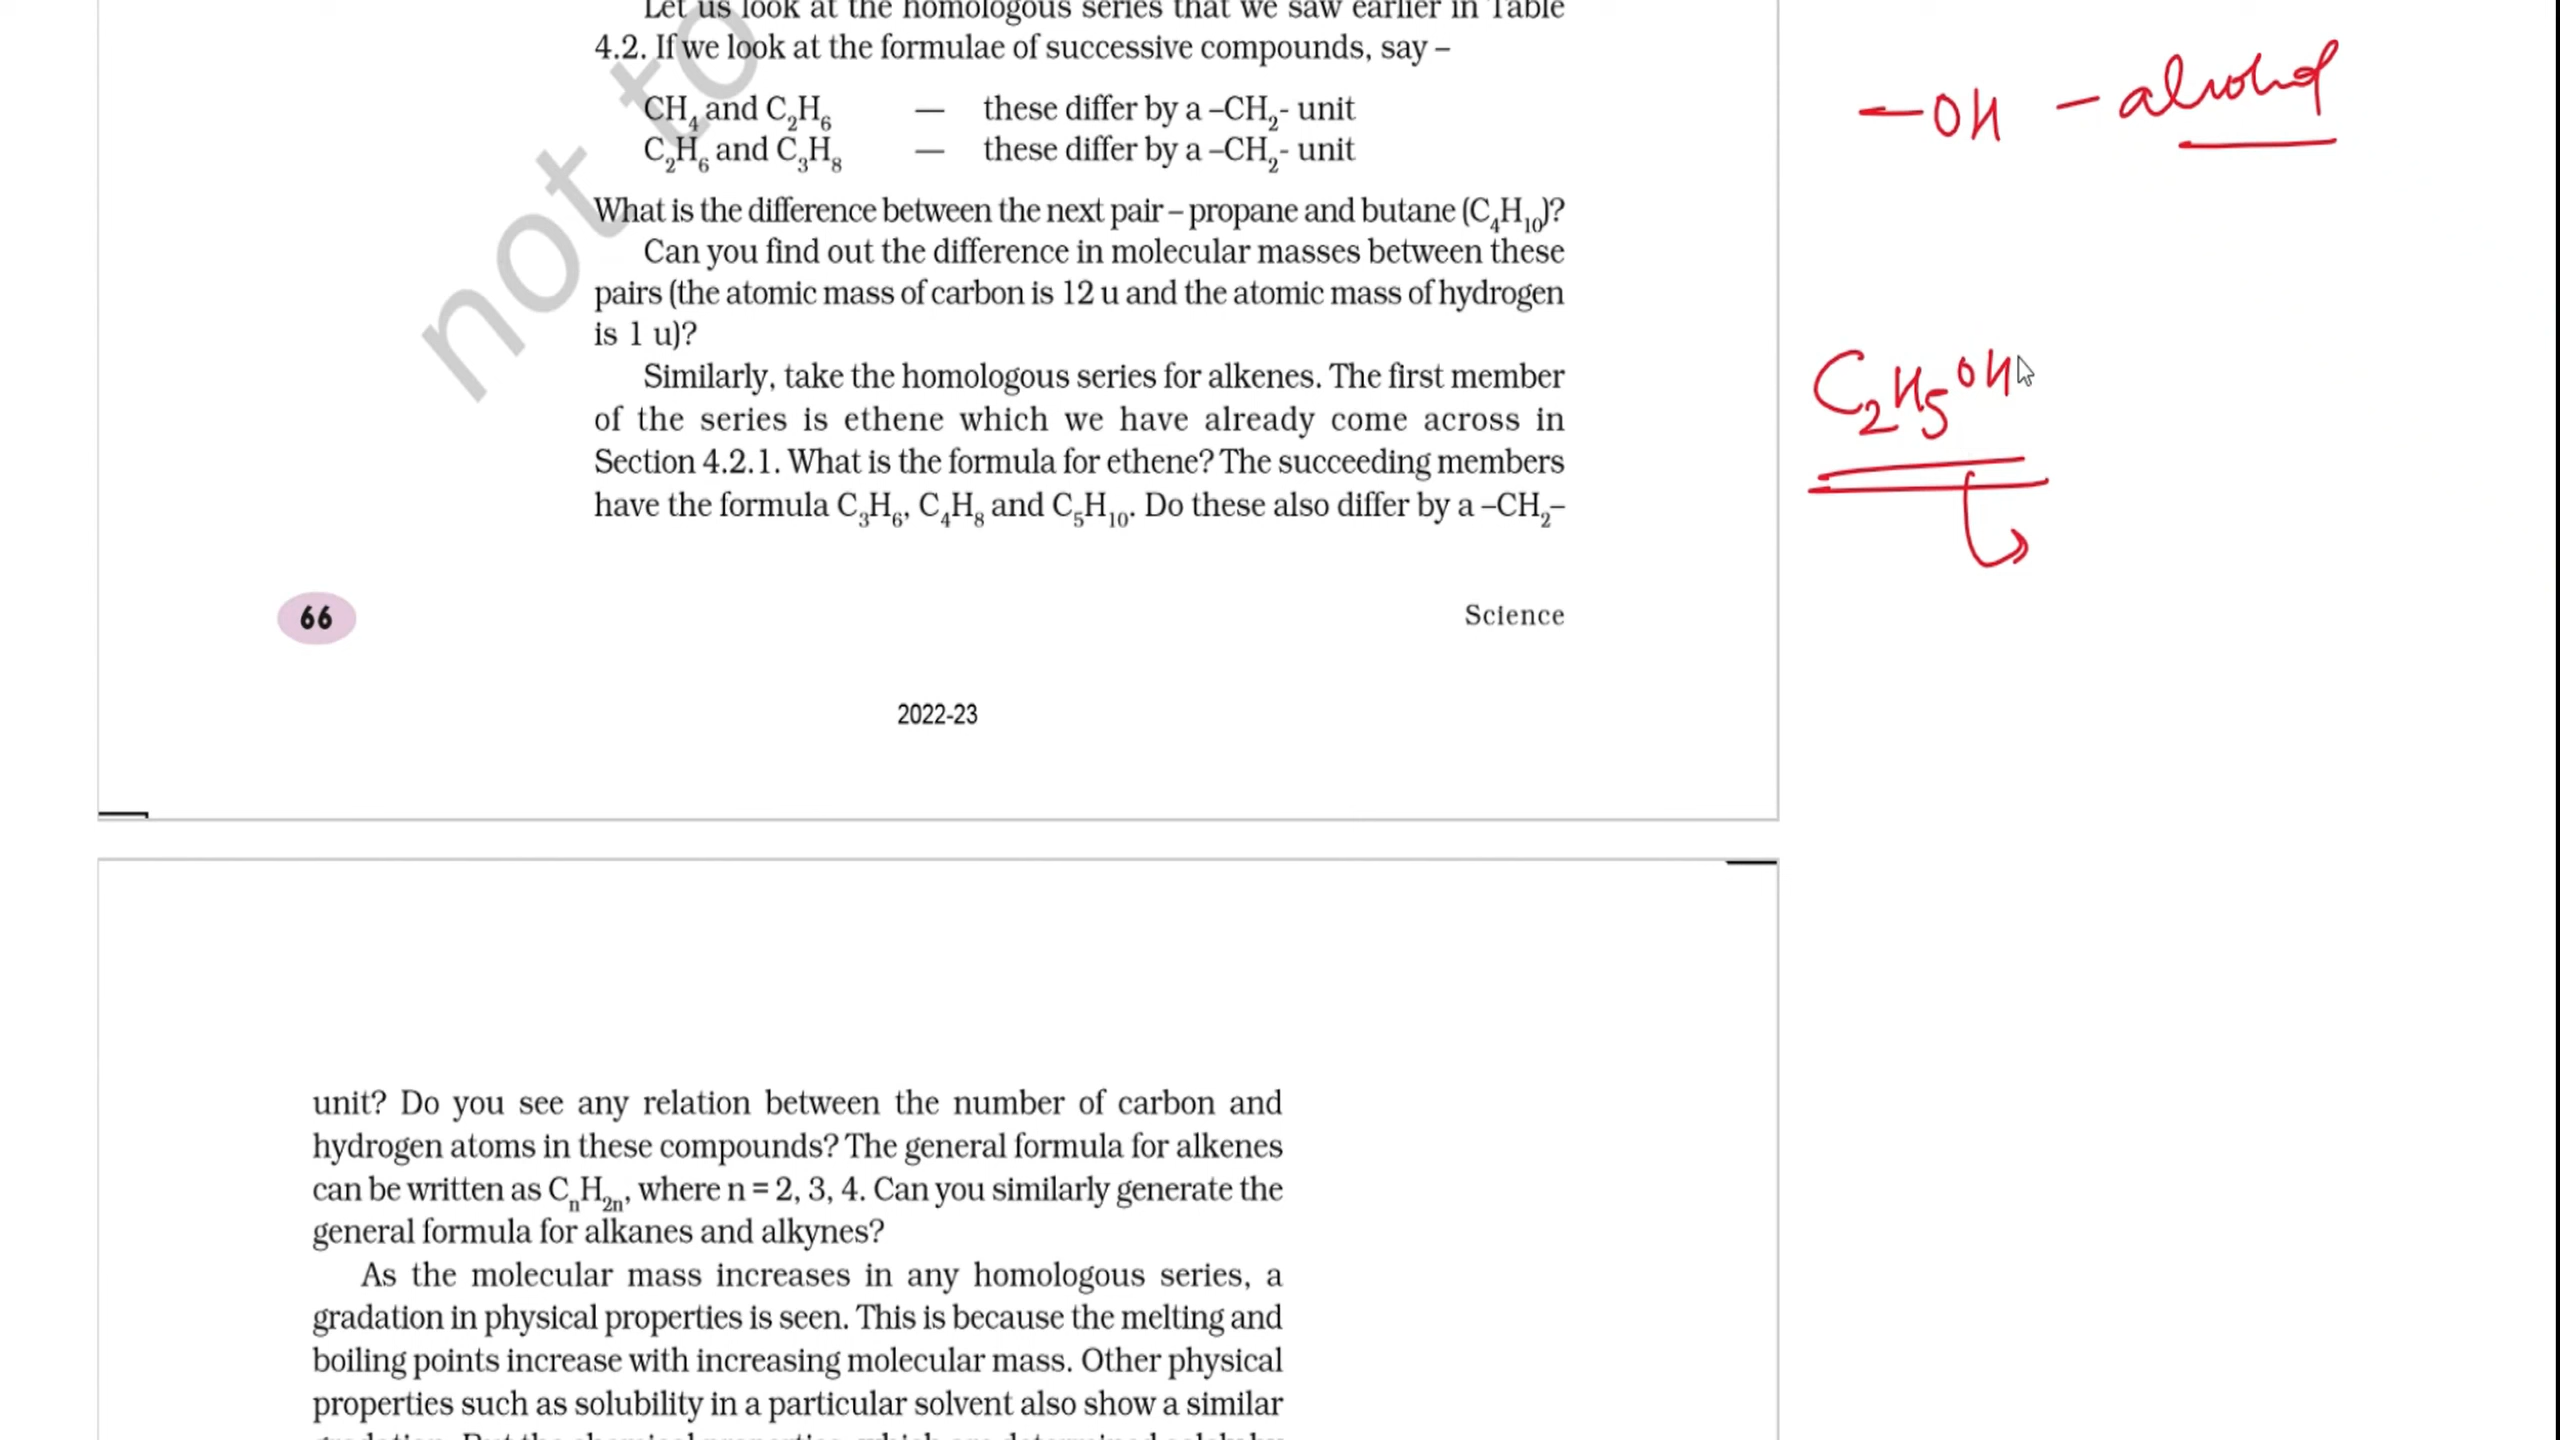 Let us look at the homologous series that we saw earlier in Table
4.2. If we look at the formulae of successive compounds, say –
CH₄ and C₂H₆ — these differ by a –CH₂- unit
C₂H₆ and C₃H₈ — these differ by a –CH₂- unit
What is the difference between the next pair – propane and butane (C₄H₁₀)?
Can you find out the difference in molecular masses between these
pairs (the atomic mass of carbon is 12 u and the atomic mass of hydrogen
is 1 u)?
Similarly, take the homologous series for alkenes. The first member
of the series is ethene which we have already come across in
Section 4.2.1. What is the formula for ethene? The succeeding members
have the formula C₃H₆, C₄H₈ and C₅H₁₀. Do these also differ by a –CH₂–
not to
66
Science
2022-23
—OH – alcohol
C₂H₅OH
unit? Do you see any relation between the number of carbon and
hydrogen atoms in these compounds? The general formula for alkenes
can be written as CₙH₂ₙ, where n = 2, 3, 4. Can you similarly generate the
general formula for alkanes and alkynes?
As the molecular mass increases in any homologous series, a
gradation in physical properties is seen. This is because the melting and
boiling points increase with increasing molecular mass. Other physical
properties such as solubility in a particular solvent also show a similar